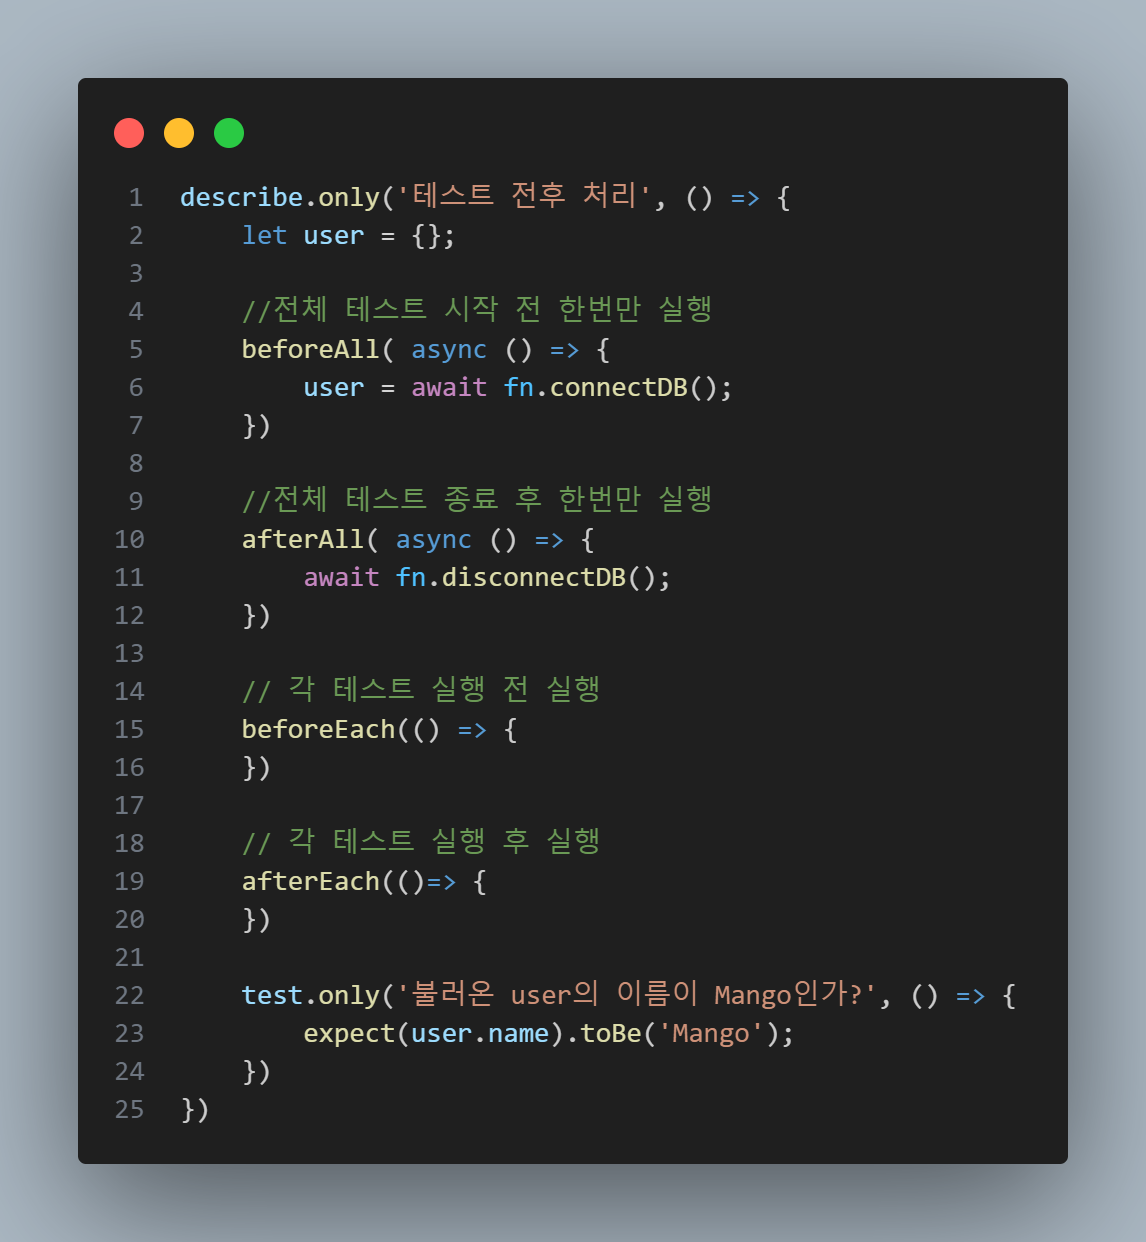 1 describe.only('테스트 전후 처리', () => {
2     let user = {};
3
4     //전체 테스트 시작 전 한번만 실행
5     beforeAll( async () => {
6         user = await fn.connectDB();
7     })
8
9     //전체 테스트 종료 후 한번만 실행
10     afterAll( async () => {
11         await fn.disconnectDB();
12     })
13
14     // 각 테스트 실행 전 실행
15     beforeEach(() => {
16     })
17
18     // 각 테스트 실행 후 실행
19     afterEach(()=> {
20     })
21
22     test.only('불러온 user의 이름이 Mango인가?', () => {
23         expect(user.name).toBe('Mango');
24     })
25 })